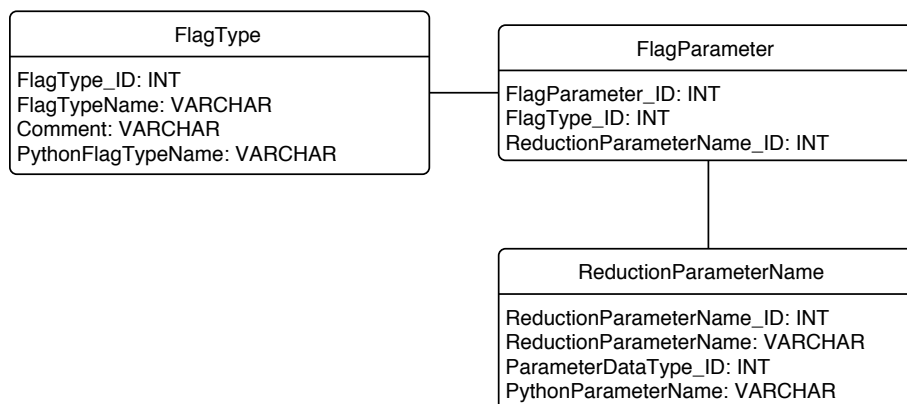 FlagType
FlagType_ID: INT
FlagTypeName: VARCHAR
Comment: VARCHAR
PythonFlagTypeName: VARCHAR
FlagParameter
FlagParameter_ID: INT
FlagType_ID: INT
ReductionParameterName_ID: INT
ReductionParameterName
ReductionParameterName_ID: INT
ReductionParameterName: VARCHAR
ParameterDataType_ID: INT
PythonParameterName: VARCHAR